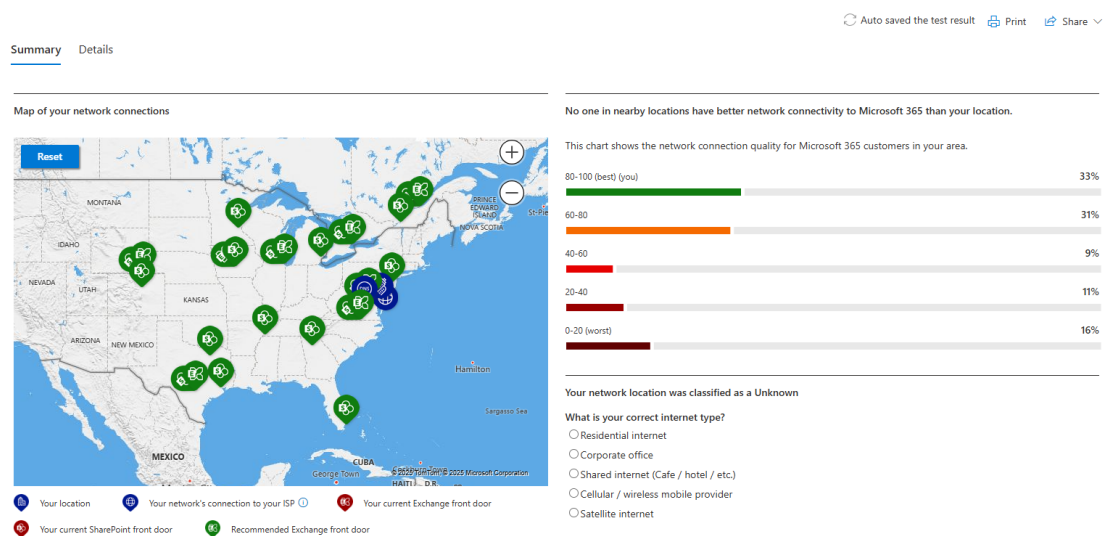 Auto saved the test result
Print
Share
Summary
Details
Map of your network connections
Reset
MONTANA
IDAHO
NEVADA
UTAH
KANSAS
ARIZONA
NEW MEXICO
MEXICO
PRINCE
EDWARD
ISLAND
St-Pie
NOVA SCOTIA
Hamilton
Sargasso Sea
CUBA
George Town
HAITI
D.R.
© 2025 TomTom, © 2025 Microsoft Corporation
Your location
Your network's connection to your ISP
Your current Exchange front door
Your current SharePoint front door
Recommended Exchange front door
No one in nearby locations have better network connectivity to Microsoft 365 than your location.
This chart shows the network connection quality for Microsoft 365 customers in your area.
80-100 (best) (you) 33%
60-80 31%
40-60 9%
20-40 11%
0-20 (worst) 16%
Your network location was classified as a Unknown
What is your correct internet type?
Residential internet
Corporate office
Shared internet (Cafe / hotel / etc.)
Cellular / wireless mobile provider
Satellite internet